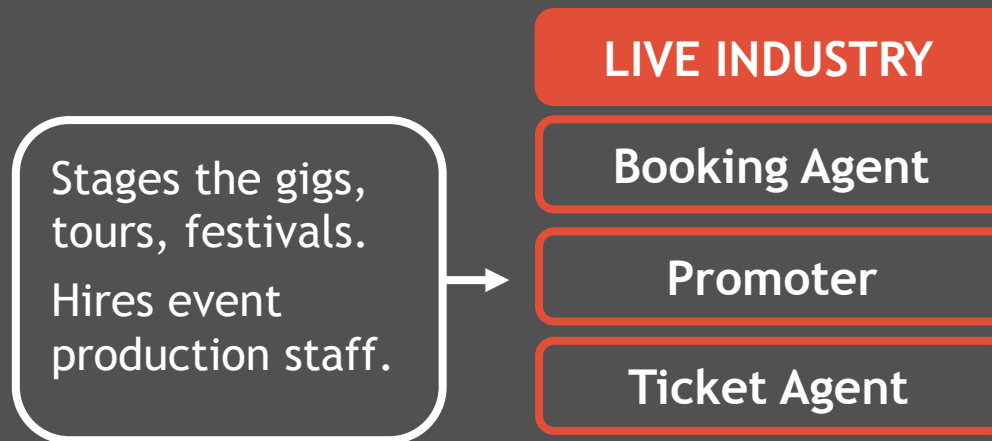 LIVE INDUSTRY
Booking Agent
Stages the gigs,
tours, festivals.
Hires event
production staff.
Promoter
Ticket Agent